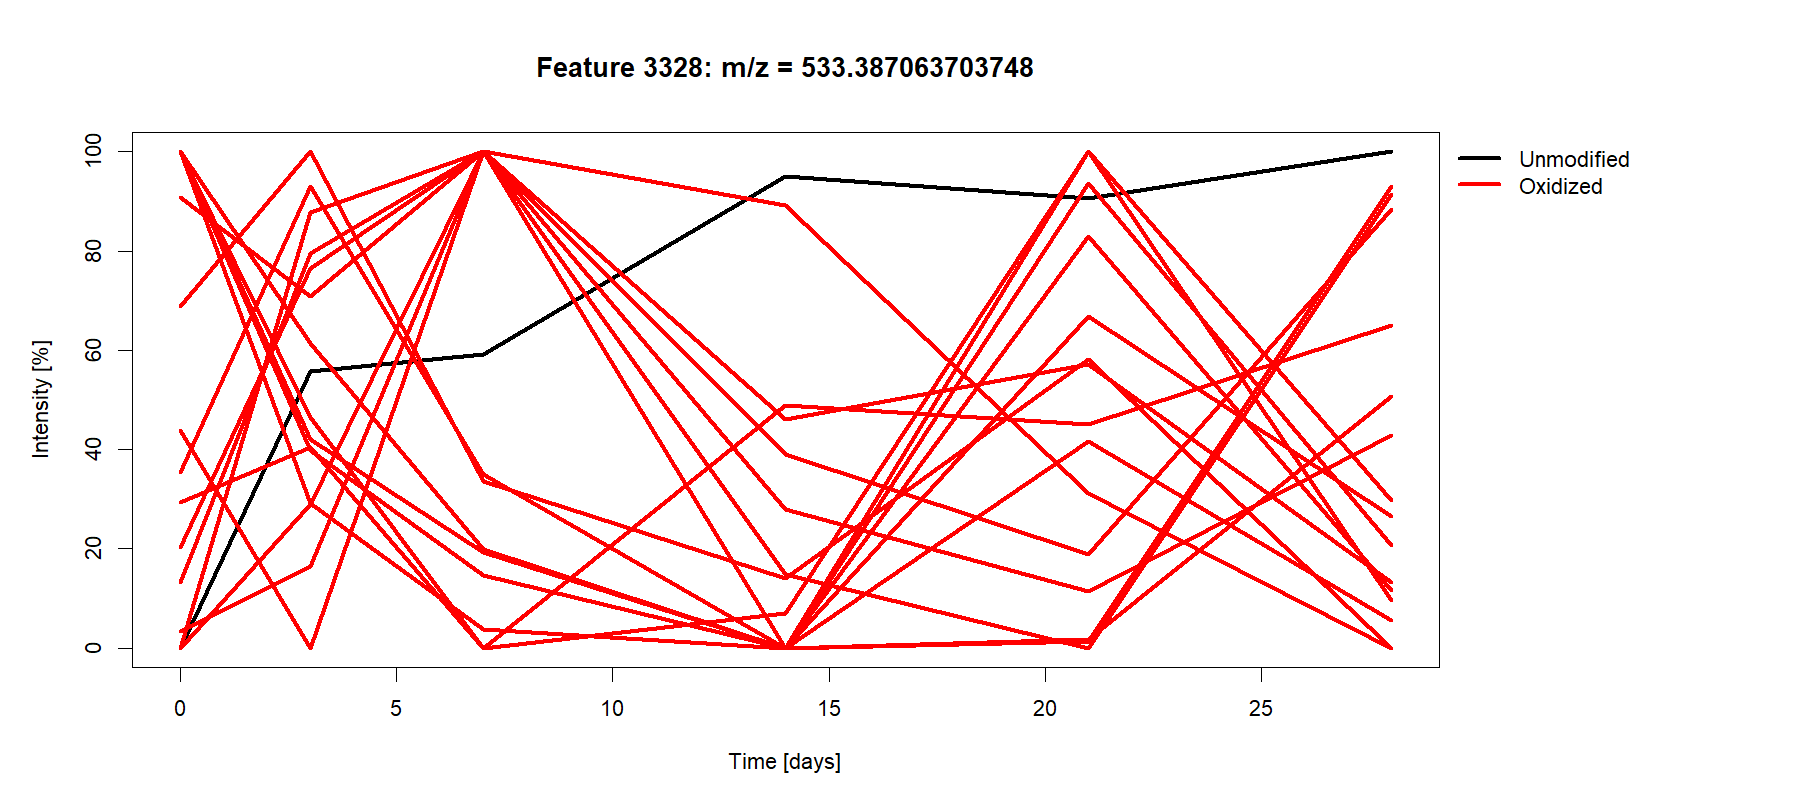 Feature 3328: m/z = 533.387063703748
Unmodified
Oxidized
Intensity [%]
100
80
60
40
20
0
0 5 10 15 20 25
Time [days]